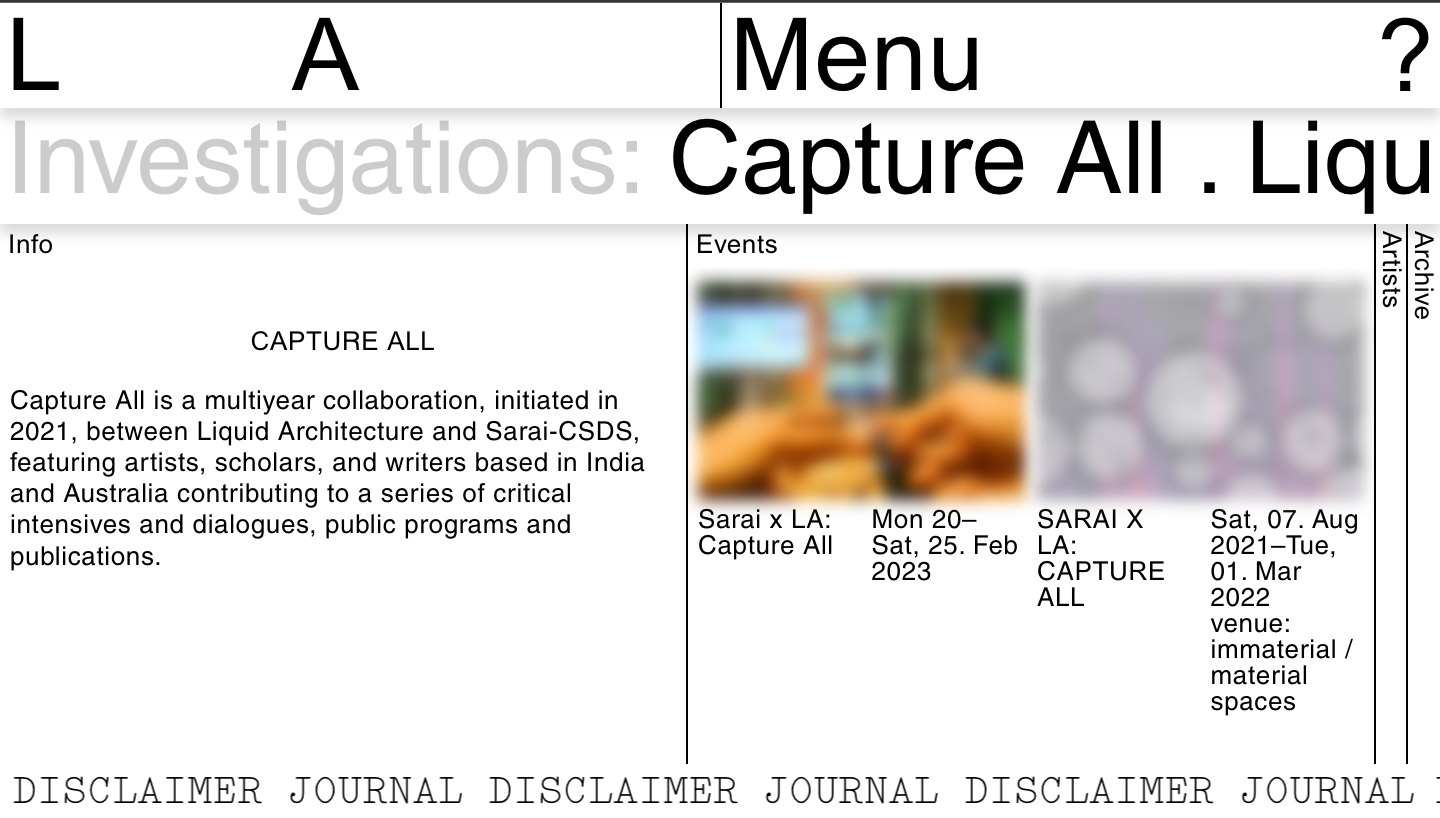 L A
Menu ?
Investigations: Capture All . Liqu
Info
CAPTURE ALL
Capture All is a multiyear collaboration, initiated in
2021, between Liquid Architecture and Sarai-CSDS,
featuring artists, scholars, and writers based in India
and Australia contributing to a series of critical
intensives and dialogues, public programs and
publications.
Events
Sarai x LA:
Capture All
Mon 20–
Sat, 25. Feb
2023
SARAI X
LA:
CAPTURE
ALL
Sat, 07. Aug
2021–Tue,
01. Mar
2022
venue:
immaterial /
material
spaces
Artists
Archive
DISCLAIMER JOURNAL DISCLAIMER JOURNAL DISCLAIMER JOURNAL